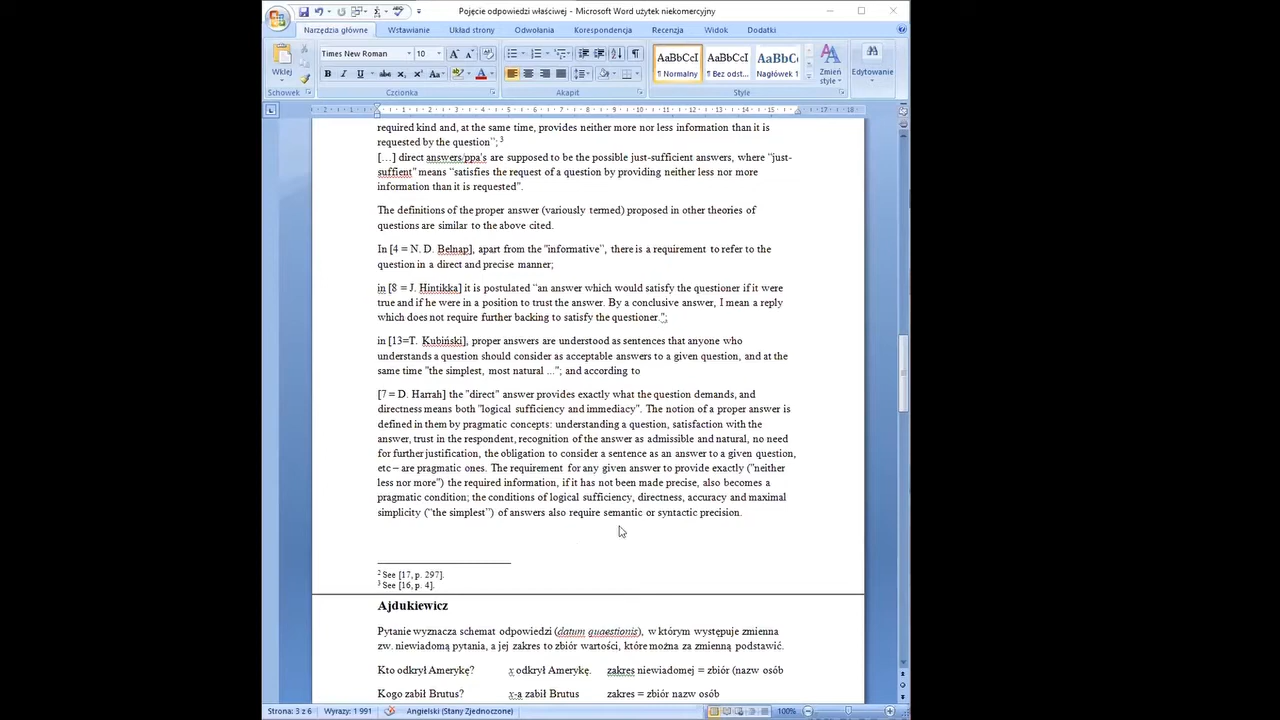 Pojęcie odpowiedzi właściwej - Microsoft Word użytek niekomercyjny
Narzędzia główne Wstawianie Układ strony Odwołania Korespondencja Recenzja Widok Dodatki
Times New Roman 10
Wklej
AaBbCcI AaBbCcI AaBbC
¶ Normalny ¶ Bez odst... Nagłówek 1
Zmień style
Edytowanie
Schowek Czcionka Akapit Style
required kind and, at the same time, provides neither more nor less information than it is
requested by the question”; 3
[…] direct answers/ppa's are supposed to be the possible just-sufficient answers, where “just-
suffient” means “satisfies the request of a question by providing neither less nor more
information than it is requested”.
The definitions of the proper answer (variously termed) proposed in other theories of
questions are similar to the above cited.
In [4 = N. D. Belnap], apart from the "informative”, there is a requirement to refer to the
question in a direct and precise manner;
in [8 = J. Hintikka] it is postulated “an answer which would satisfy the questioner if it were
true and if he were in a position to trust the answer. By a conclusive answer, I mean a reply
which does not require further backing to satisfy the questioner.";
in [13=T. Kubiński], proper answers are understood as sentences that anyone who
understands a question should consider as acceptable answers to a given question, and at the
same time "the simplest, most natural ..."; and according to
[7 = D. Harrah] the "direct" answer provides exactly what the question demands, and
directness means both "logical sufficiency and immediacy". The notion of a proper answer is
defined in them by pragmatic concepts: understanding a question, satisfaction with the
answer, trust in the respondent, recognition of the answer as admissible and natural, no need
for further justification, the obligation to consider a sentence as an answer to a given question,
etc – are pragmatic ones. The requirement for any given answer to provide exactly ("neither
less nor more") the required information, if it has not been made precise, also becomes a
pragmatic condition; the conditions of logical sufficiency, directness, accuracy and maximal
simplicity (“the simplest”) of answers also require semantic or syntactic precision.
2 See [17, p. 297].
3 See [16, p. 4].
Ajdukiewicz
Pytanie wyznacza schemat odpowiedzi (datum quaestionis), w którym występuje zmienna
zw. niewiadomą pytania, a jej zakres to zbiór wartości, które można za zmienną podstawić.
Kto odkrył Amerykę? x odkrył Amerykę. zakres niewiadomej = zbiór (nazw osób
Kogo zabił Brutus? x-a zabił Brutus zakres = zbiór nazw osób
Strona: 3 z 6 Wyrazy: 1 991 Angielski (Stany Zjednoczone) 100%